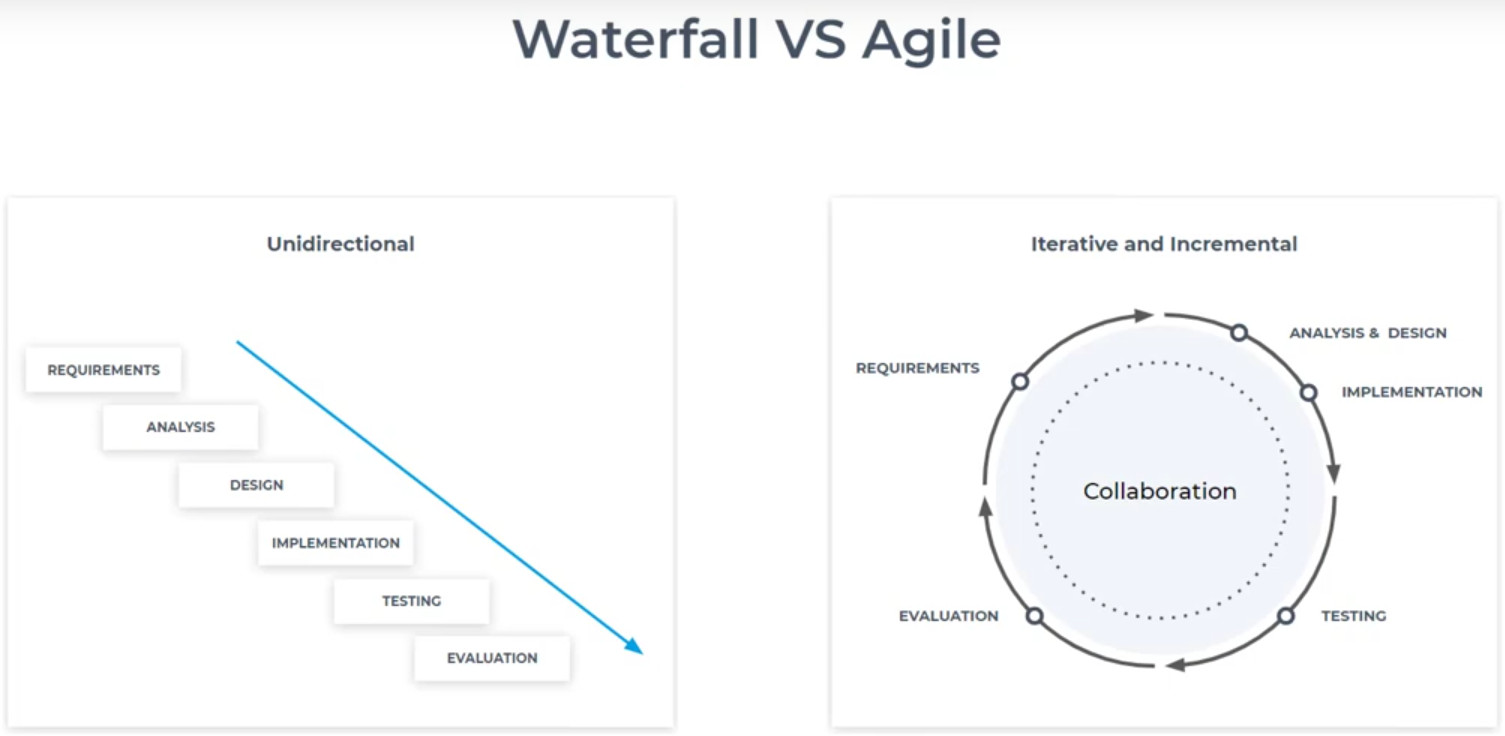 Waterfall VS Agile
Unidirectional
REQUIREMENTS
ANALYSIS
DESIGN
IMPLEMENTATION
TESTING
EVALUATION
Iterative and Incremental
REQUIREMENTS
ANALYSIS & DESIGN
IMPLEMENTATION
Collaboration
EVALUATION
TESTING